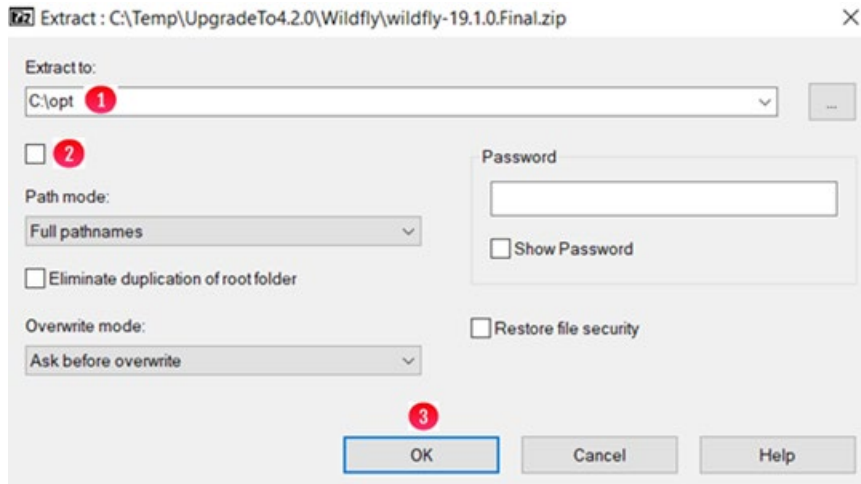 7z Extract : C:\Temp\UpgradeTo4.2.0\Wildfly\wildfly-19.1.0.Final.zip
Extract to:
C:\opt 1
...
2
Password
Path mode:
Full pathnames
Show Password
Eliminate duplication of root folder
Overwrite mode:
Restore file security
Ask before overwrite
3
OK Cancel Help